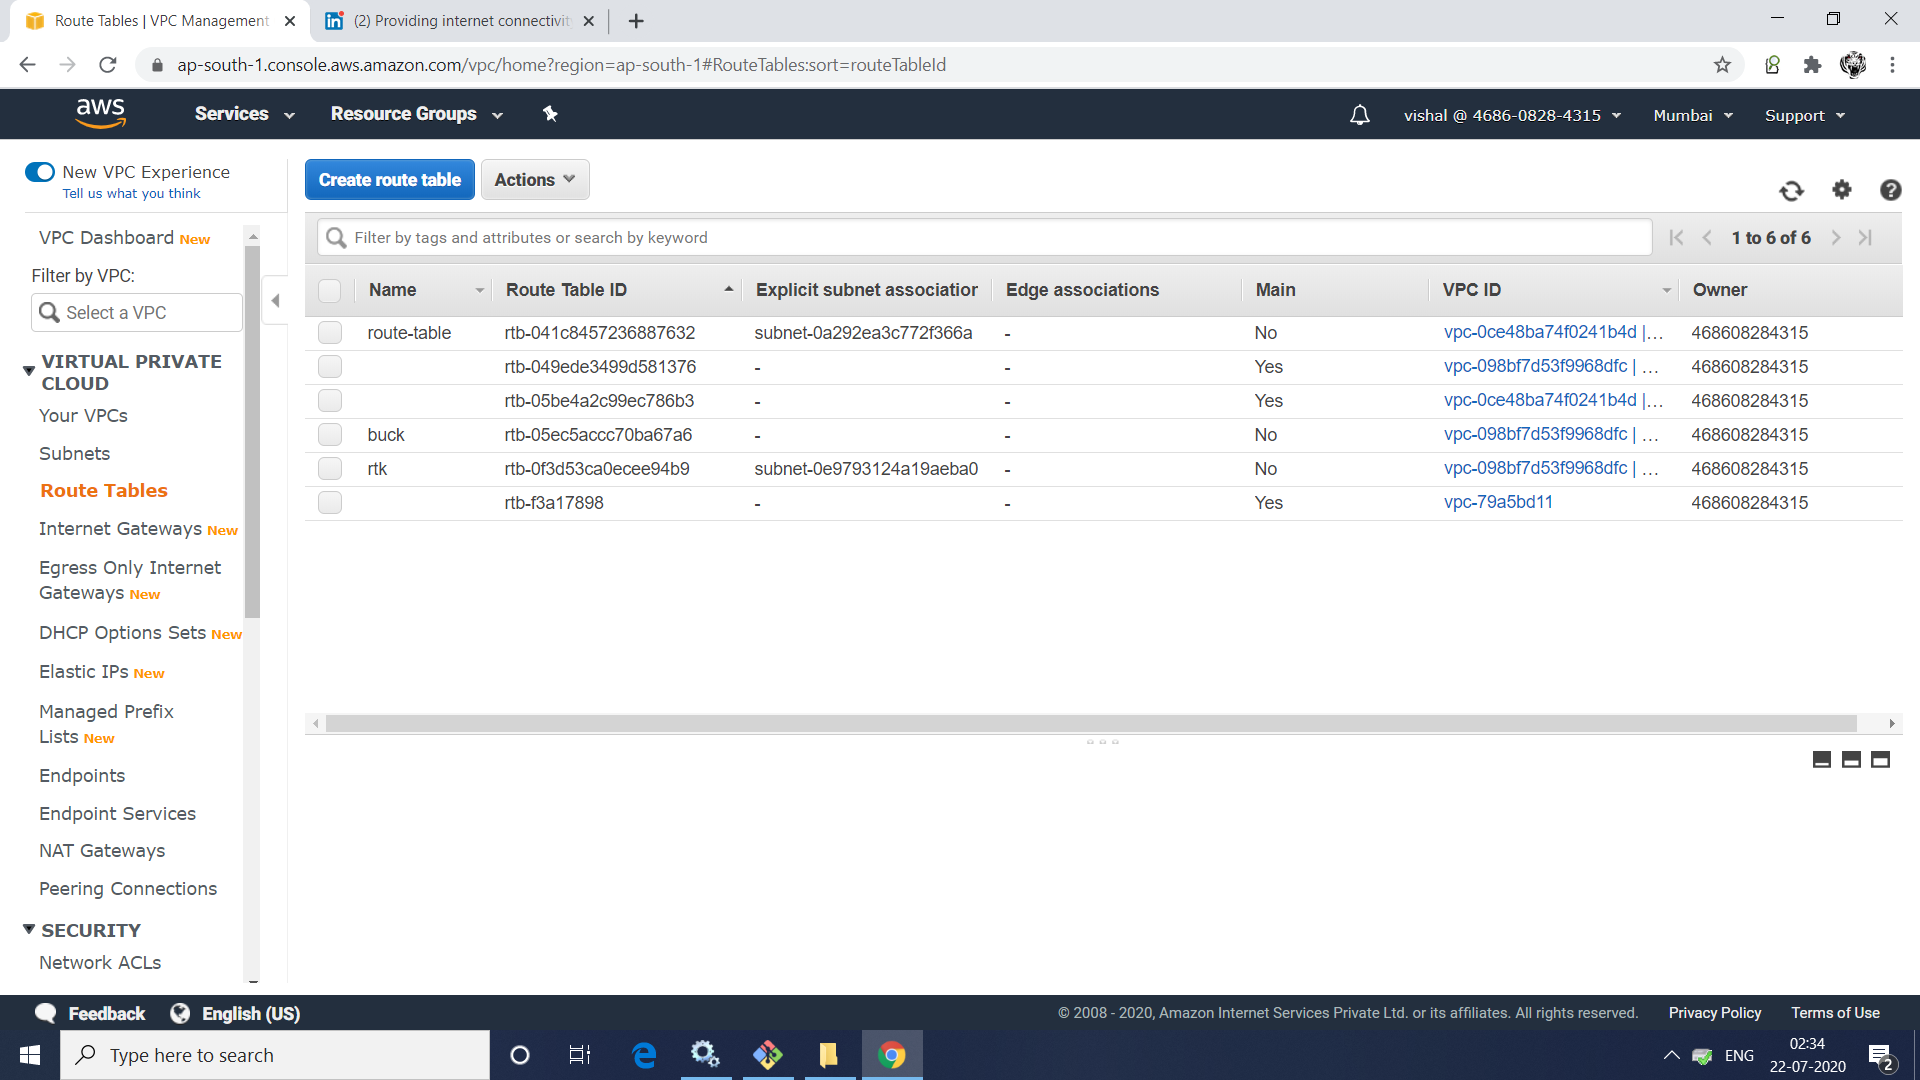 Route Tables | VPC Management
(2) Providing internet connectivit
ap-south-1.console.aws.amazon.com/vpc/home?region=ap-south-1#RouteTables:sort=routeTableId
aws
Services
Resource Groups
vishal @ 4686-0828-4315
Mumbai
Support
New VPC Experience
Tell us what you think
VPC Dashboard New
Filter by VPC:
Select a VPC
VIRTUAL PRIVATE
CLOUD
Your VPCs
Subnets
Route Tables
Internet Gateways New
Egress Only Internet
Gateways New
DHCP Options Sets New
Elastic IPs New
Managed Prefix
Lists New
Endpoints
Endpoint Services
NAT Gateways
Peering Connections
SECURITY
Network ACLs
Create route table
Actions
Filter by tags and attributes or search by keyword
1 to 6 of 6
Name Route Table ID Explicit subnet association Edge associations Main VPC ID Owner
route-table rtb-041c8457236887632 subnet-0a292ea3c772f366a - No vpc-0ce48ba74f0241b4d |... 468608284315
rtb-049ede3499d581376 - - Yes vpc-098bf7d53f9968dfc | ... 468608284315
rtb-05be4a2c99ec786b3 - - Yes vpc-0ce48ba74f0241b4d |... 468608284315
buck rtb-05ec5accc70ba67a6 - - No vpc-098bf7d53f9968dfc | ... 468608284315
rtk rtb-0f3d53ca0ecee94b9 subnet-0e9793124a19aeba0 - No vpc-098bf7d53f9968dfc | ... 468608284315
rtb-f3a17898 - - Yes vpc-79a5bd11 468608284315
Feedback
English (US)
© 2008 - 2020, Amazon Internet Services Private Ltd. or its affiliates. All rights reserved.
Privacy Policy
Terms of Use
Type here to search
ENG
02:34
22-07-2020
2